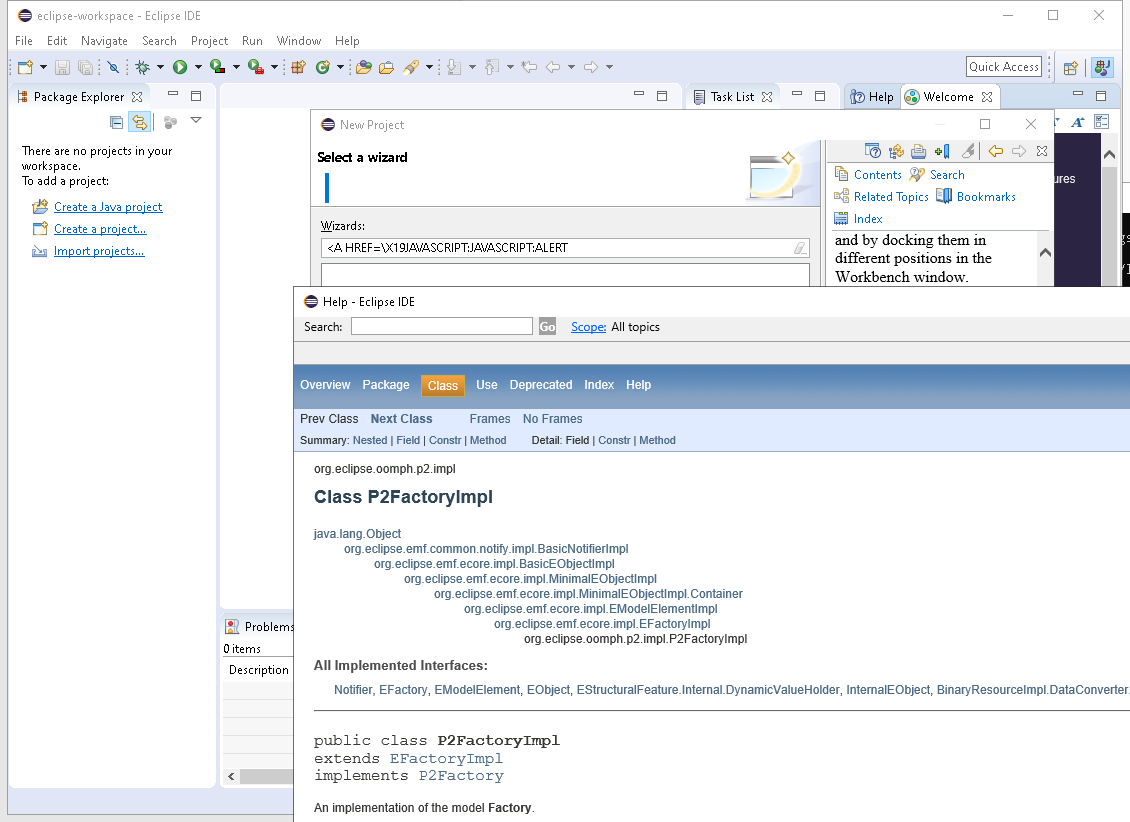 eclipse-workspace - Eclipse IDE
File Edit Navigate Search Project Run Window Help
Quick Access
Package Explorer
Task List
Help
Welcome
There are no projects in your
workspace.
To add a project:
Create a Java project
Create a project...
Import projects...
New Project
Select a wizard
Wizards:
<A HREF=\X19JAVASCRIPT:JAVASCRIPT:ALERT
Contents Search
Related Topics Bookmarks
Index
and by docking them in
different positions in the
Workbench window.
ures
Help - Eclipse IDE
Search: Go Scope: All topics
Overview Package Class Use Deprecated Index Help
Prev Class Next Class Frames No Frames
Summary: Nested | Field | Constr | Method Detail: Field | Constr | Method
org.eclipse.oomph.p2.impl
Class P2FactoryImpl
java.lang.Object
org.eclipse.emf.common.notify.impl.BasicNotifierImpl
org.eclipse.emf.ecore.impl.BasicEObjectImpl
org.eclipse.emf.ecore.impl.MinimalEObjectImpl
org.eclipse.emf.ecore.impl.MinimalEObjectImpl.Container
org.eclipse.emf.ecore.impl.EModelElementImpl
org.eclipse.emf.ecore.impl.EFactoryImpl
org.eclipse.oomph.p2.impl.P2FactoryImpl
All Implemented Interfaces:
Notifier, EFactory, EModelElement, EObject, EStructuralFeature.Internal.DynamicValueHolder, InternalEObject, BinaryResourceImpl.DataConverter.
public class P2FactoryImpl
extends EFactoryImpl
implements P2Factory
An implementation of the model Factory.
Problems
0 items
Description